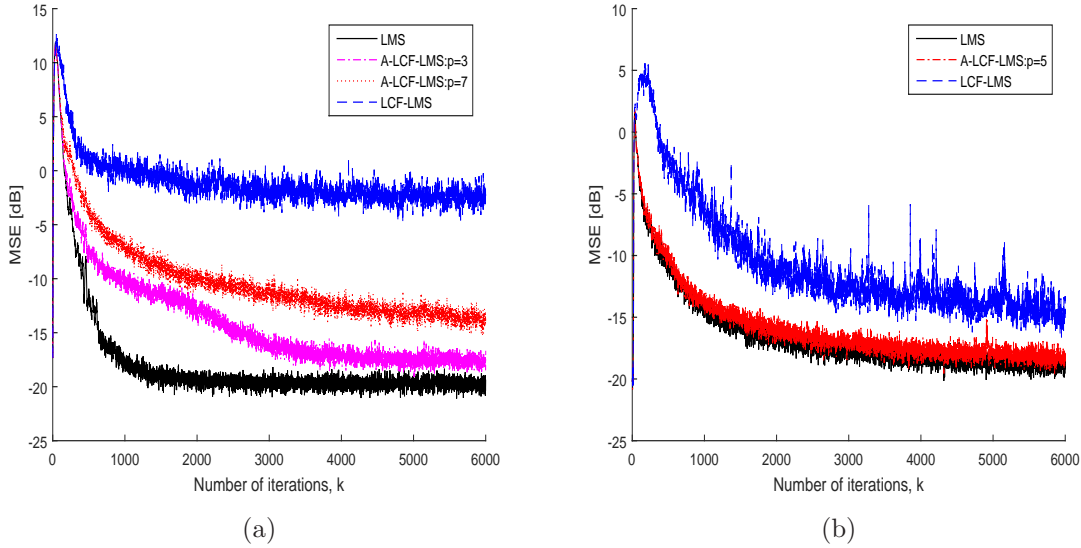 15
10
5
0
-5
-10
-15
-20
-25
MSE [dB]
0 1000 2000 3000 4000 5000 6000
Number of iterations, k
LMS
A-LCF-LMS:p=3
A-LCF-LMS:p=7
LCF-LMS
(a)
10
5
0
-5
-10
-15
-20
-25
MSE [dB]
0 1000 2000 3000 4000 5000 6000
Number of iterations, k
LMS
A-LCF-LMS:p=5
LCF-LMS
(b)